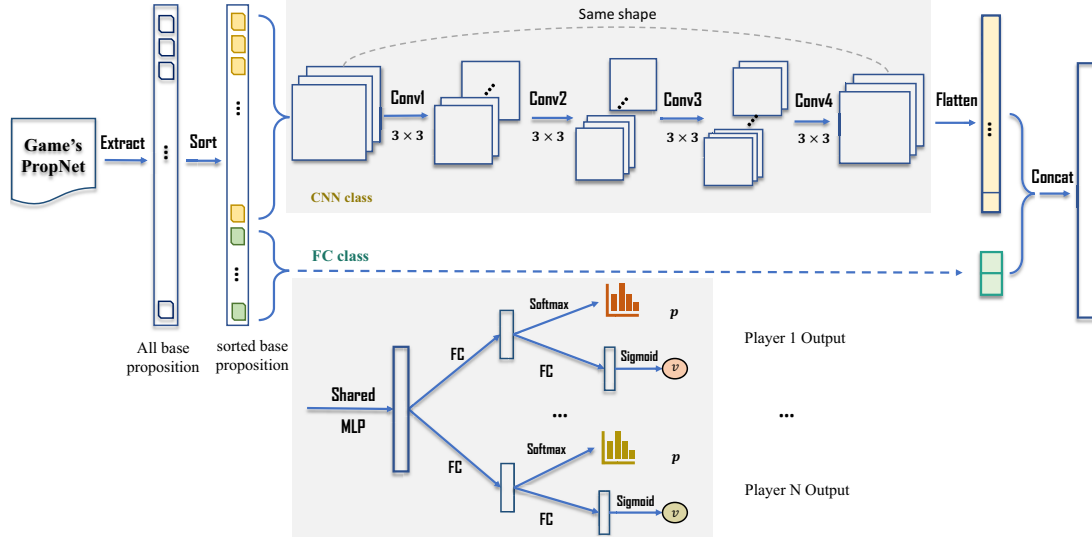 Same shape
Game's
PropNet
Extract
Sort
Conv1
3 × 3
Conv2
3 × 3
Conv3
3 × 3
Conv4
3 × 3
Flatten
Concat
CNN class
FC class
All base
proposition
sorted base
proposition
Shared
MLP
FC
Softmax
p
Player 1 Output
FC
Sigmoid
v
...
...
FC
Softmax
p
Player N Output
FC
Sigmoid
v